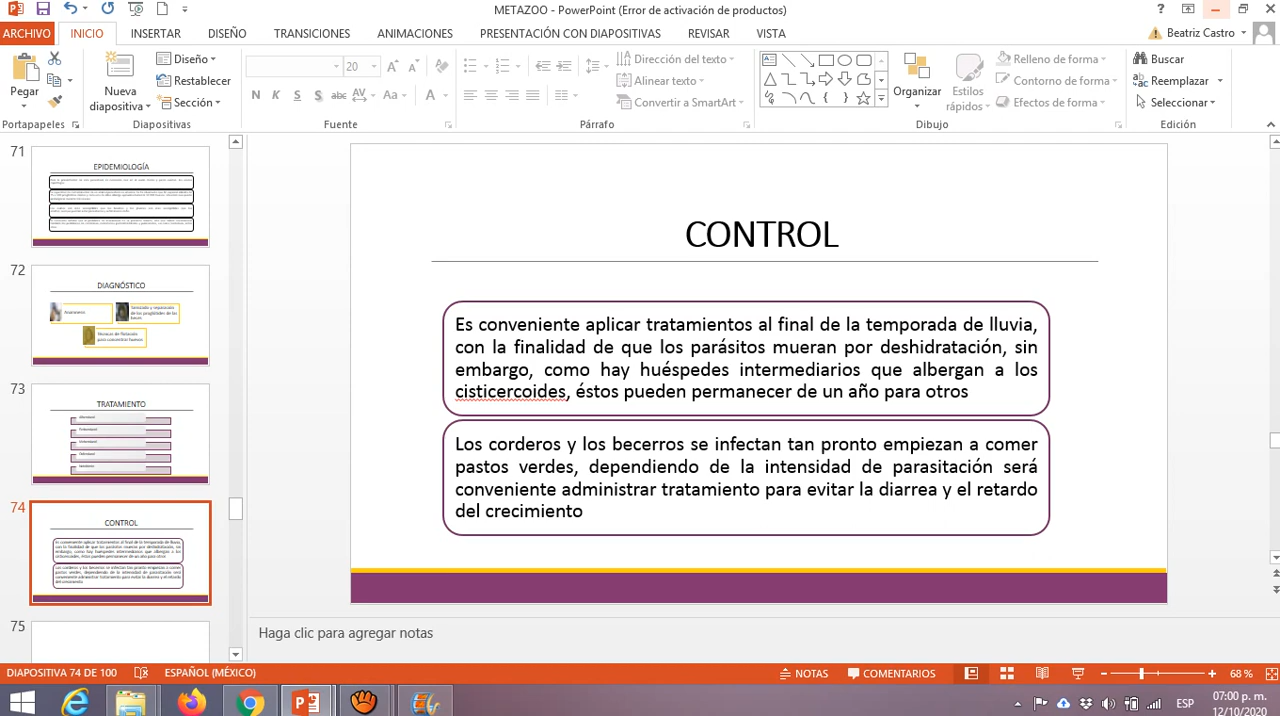 METAZOO - PowerPoint (Error de activación de productos)
ARCHIVO INICIO INSERTAR DISEÑO TRANSICIONES ANIMACIONES PRESENTACIÓN CON DIAPOSITIVAS REVISAR VISTA Beatriz Castro
Pegar
Nueva diapositiva
Diseño
Restablecer
Sección
20
N K S S abc AV Aa A
Dirección del texto
Alinear texto
Convertir a SmartArt
Organizar
Estilos rápidos
Relleno de forma
Contorno de forma
Efectos de forma
Buscar
Reemplazar
Seleccionar
Portapapeles Diapositivas Fuente Párrafo Dibujo Edición
71
EPIDEMIOLOGÍA
72
DIAGNÓSTICO
73
TRATAMIENTO
74
CONTROL
75
CONTROL
Es conveniente aplicar tratamientos al final de la temporada de lluvia,
con la finalidad de que los parásitos mueran por deshidratación, sin
embargo, como hay huéspedes intermediarios que albergan a los
cisticercoides, éstos pueden permanecer de un año para otros
Los corderos y los becerros se infectan tan pronto empiezan a comer
pastos verdes, dependiendo de la intensidad de parasitación será
conveniente administrar tratamiento para evitar la diarrea y el retardo
del crecimiento
Haga clic para agregar notas
DIAPOSITIVA 74 DE 100 ESPAÑOL (MÉXICO) NOTAS COMENTARIOS 68 %
ESP
07:00 p. m.
12/10/2020